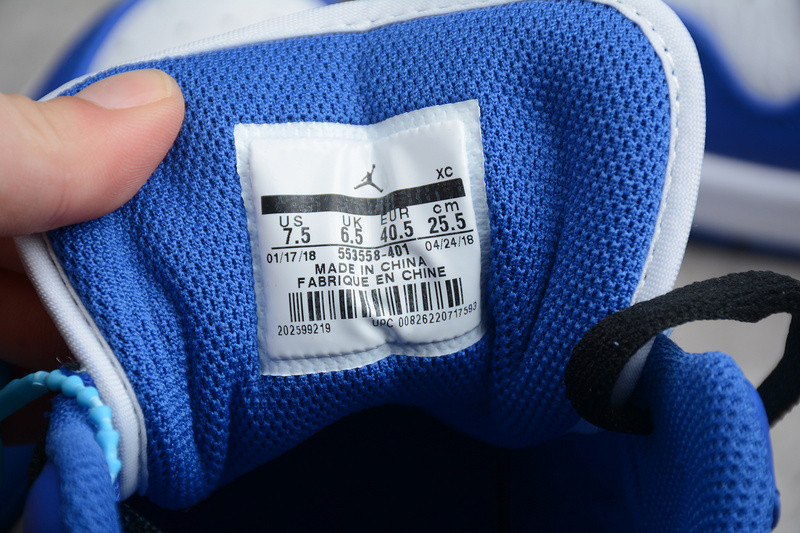 XC
US UK EUR cm
7.5 6.5 40.5 25.5
01/17/18 553558-401 04/24/18
MADE IN CHINA
FABRIQUE EN CHINE
202599219 UPC 00826220717593